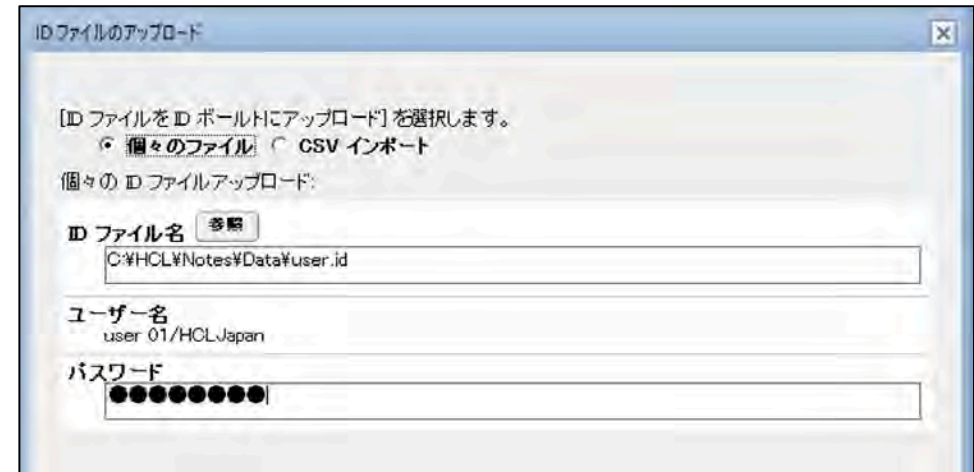 ID ファイルのアップロード
[ID ファイルを ID ボールトにアップロード] を選択します。
個々のファイル CSV インポート
個々の ID ファイルアップロード:
ID ファイル名 参照
C:¥HCL¥Notes¥Data¥user.id
ユーザー名
user 01/HCLJapan
パスワード
●●●●●●●●